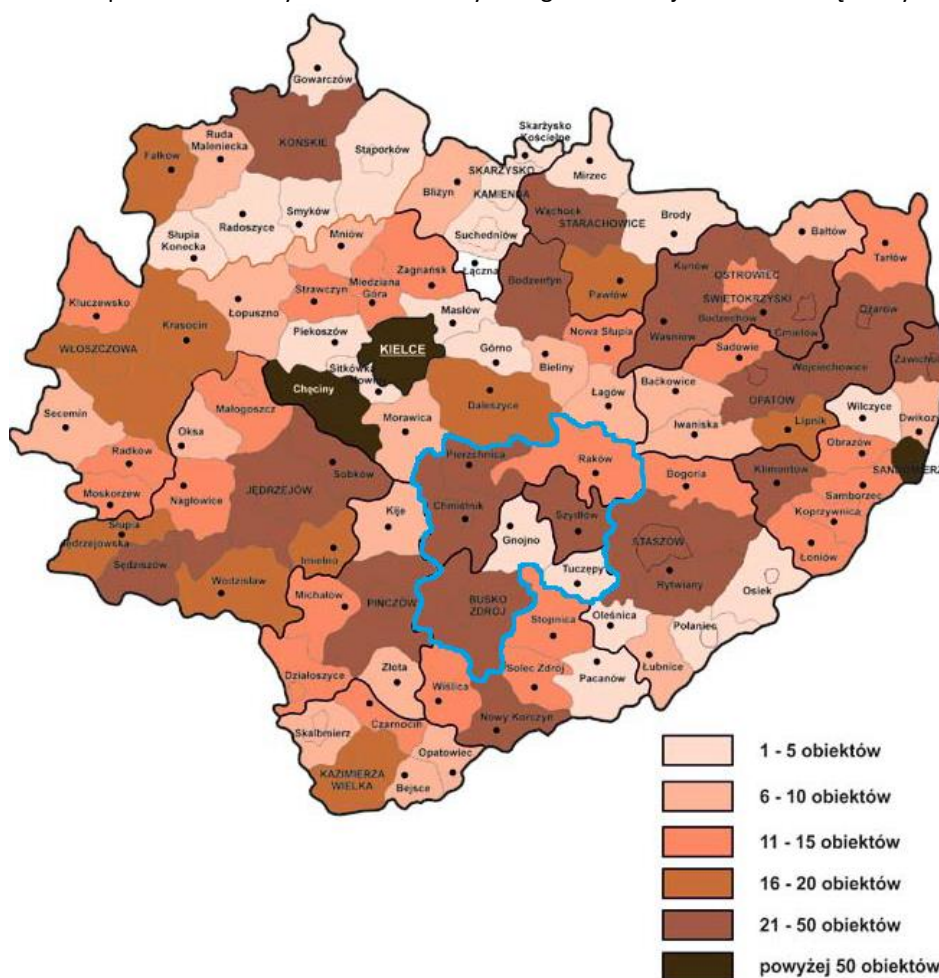 Gowarczów
Ruda
Maleniecka
KOŃSKIE
Fałków
Stąporków
Skarżysko
Kościelne
SKARŻYSKO
KAMIENNA
Mirzec
Bliżyn
Wąchock
STARACHOWICE
Brody
Radoszyce
Smyków
Słupia
Konecka
Mniów
Suchedniów
Łączna
Bałtów
Tarłów
Kluczewsko
Krasocin
Łopuszno
Strawczyn
Miedziana
Góra
Zagnańsk
Bodzentyn
Pawłów
Kunów
OSTROWIEC
ŚWIĘTOKRZYSKI
Bodzechów
Ćmielów
Ożarów
WŁOSZCZOWA
Piekoszów
Masłów
KIELCE
Górno
Nowa Słupia
Waśniów
Sadowie
Wojciechowice
Zawichost
Sitkówka
Nowiny
Chęciny
Bieliny
Baćkowice
OPATÓW
Secemin
Oksa
Małogoszcz
Morawica
Daleszyce
Łagów
Iwaniska
Lipnik
Wilczyce
Dwikozy
Radków
Sobków
Pierzchnica
Raków
Bogoria
Klimontów
Obrazów
SANDOMIERZ
Moskorzew
Nagłowice
JĘDRZEJÓW
Samborzec
Słupia
Jędrzejowska
Kije
Chmielnik
Szydłów
Koprzywnica
Sędziszów
Imielno
Gnojno
STASZÓW
Łoniów
Wodzisław
Tuczępy
Rytwiany
Osiek
Michałów
PIŃCZÓW
BUSKO
ZDRÓJ
Stopnica
Oleśnica
Połaniec
Działoszyce
Złota
Wiślica
Solec Zdrój
Pacanów
Łubnice
Skalbmierz
Czarnocin
Nowy Korczyn
KAZIMIERZA
WIELKA
Opatowiec
Bejsce
1 - 5 obiektów
6 - 10 obiektów
11 - 15 obiektów
16 - 20 obiektów
21 - 50 obiektów
powyżej 50 obiektów